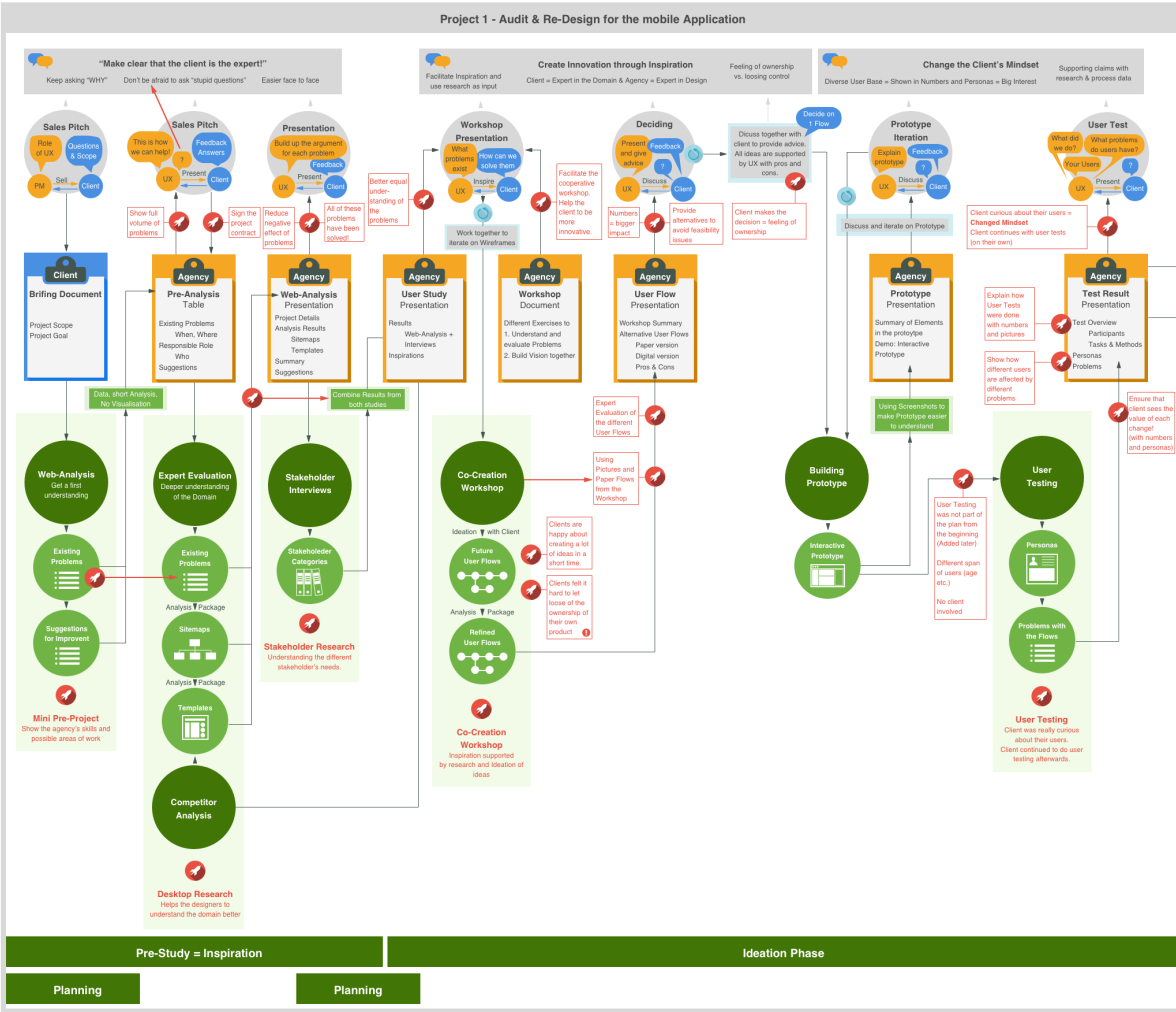 Project 1 - Audit & Re-Design for the mobile Application
“Make clear that the client is the expert!”
Keep asking "WHY"
Don't be afraid to ask “stupid questions”
Easier face to face
Create Innovation through Inspiration
Facilitate Inspiration and
use research as input
Client = Expert in the Domain & Agency = Expert in Design
Feeling of ownership
vs. loosing control
Change the Client's Mindset
Diverse User Base = Shown in Numbers and Personas = Big Interest
Supporting claims with
research & process data
Sales Pitch
Role
of UX
Questions
& Scope
PM
Sell
Client
Sales Pitch
This is how
we can help!
Feedback
Answers
?
UX
Present
Client
Presentation
Build up the argument
for each problem
Feedback
UX
Present
Client
Workshop
Presentation
What
problems
exist
How can we
solve them
UX
Inspire
Client
Deciding
Present
and give
advice
Feedback
?
UX
Discuss
Client
Decide on
1 Flow
Dicuss together with
client to provide advice.
All ideas are supported
by UX with pros and
cons.
Prototype
Iteration
Explain
prototype
Feedback
?
UX
Discuss
Client
User Test
What did
we do?
What problems
do users have?
Your Users
?
UX
Present
Client
Show full
volume of
problems
Sign the
project
contract
Reduce
negative
effect of
problems
All of these
problems
have been
solved!
Better equal
under-
standing of
the
problems
Work together to
iterate on Wireframes
Facilitate the
cooperative
workshop.
Help the
client to be
more
innovative.
Numbers
= bigger
impact
Provide
alternatives to
avoid feasibility
issues
Client makes the
decision = feeling of
ownership
Discuss and iterate on Prototype
Client curious about their users =
Changed Mindset
Client continues with user tests
(on their own)
Client
Brifing Document
Project Scope
Project Goal
Agency
Pre-Analysis
Table
Existing Problems
When, Where
Responsible Role
Who
Suggestions
Agency
Web-Analysis
Presentation
Project Details
Analysis Results
Sitemaps
Templates
Summary
Suggestions
Agency
User Study
Presentation
Results
Web-Analysis +
Interviews
Inspirations
Agency
Workshop
Document
Different Exercises to
1. Understand and
evaluate Problems
2. Build Vision together
Agency
User Flow
Presentation
Workshop Summary
Alternative User Flows
Paper version
Digital version
Pros & Cons
Agency
Prototype
Presentation
Summary of Elements
in the protoylpe
Demo: Interactive
Prototype
Explain how
User Tests
were done
with numbers
and pictures
Show how
different users
are affected by
different
problems
Agency
Test Result
Presentation
Test Overview
Participants
Tasks & Methods
Personas
Problems
Data, short Analysis,
No Visualisation
Combine Results from
both studies
Expert
Evaluation of
the different
User Flows
Using
Pictures and
Paper Flows
from the
Workshop
Using Screenshots to
make Prototype easier
to understand
Ensure that
client sees the
value of each
change!
(with numbers
and personas)
Web-Analysis
Get a first
understanding
Existing
Problems
Suggestions
for Improvent
Mini Pre-Project
Show the agency's skills and
possible areas of work
Expert Evaluation
Deeper understanding
of the Domain
Existing
Problems
Analysis Package
Sitemaps
Analysis Package
Templates
Competitor
Analysis
Desktop Research
Helps the designers to
understand the domain better
Stakeholder
Interviews
Stakeholeder
Categories
Stakeholder Research
Understanding the different
stakeholder's needs.
Co-Creation
Workshop
Ideation with Client
Future
User Flows
Analysis Package
Refined
User Flows
Clients are
happy about
creating a lot
of ideas in a
short time.
Clients felt it
hard to let
loose of the
ownership of
their own
product
Co-Creation
Workshop
Inspiration supported
by research and Ideation of
ideas
Building
Prototype
Interactive
Prototype
User Testing
was not part of
the plan from
the beginning
(Added later)
Different span
of users (age
etc.)
No client
involved
User
Testing
Personas
Problems with
the Flows
User Testing
Client was really curious
about their users.
Client continued to do user
testing afterwards.
Pre-Study = Inspiration
Ideation Phase
Planning
Planning